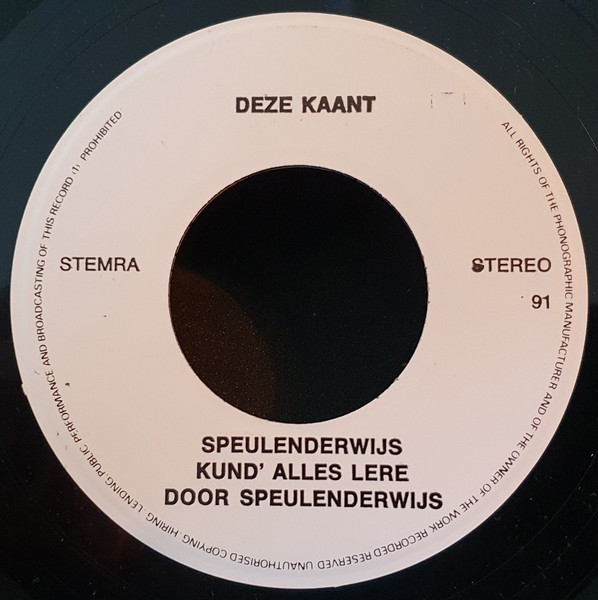 DEZE KAANT
STEMRA
STEREO
91
SPEULENDERWIJS
KUND' ALLES LERE
DOOR SPEULENDERWIJS
ALL RIGHTS OF THE PHONOGRAPHIC MANUFACTURER AND OF THE OWNER OF THE WORK RECORDED RESERVED UNAUTHORISED COPYING, HIRING, LENDING, PUBLIC PERFORMANCE AND BROADCASTING OF THIS RECORD (1) PROHIBITED